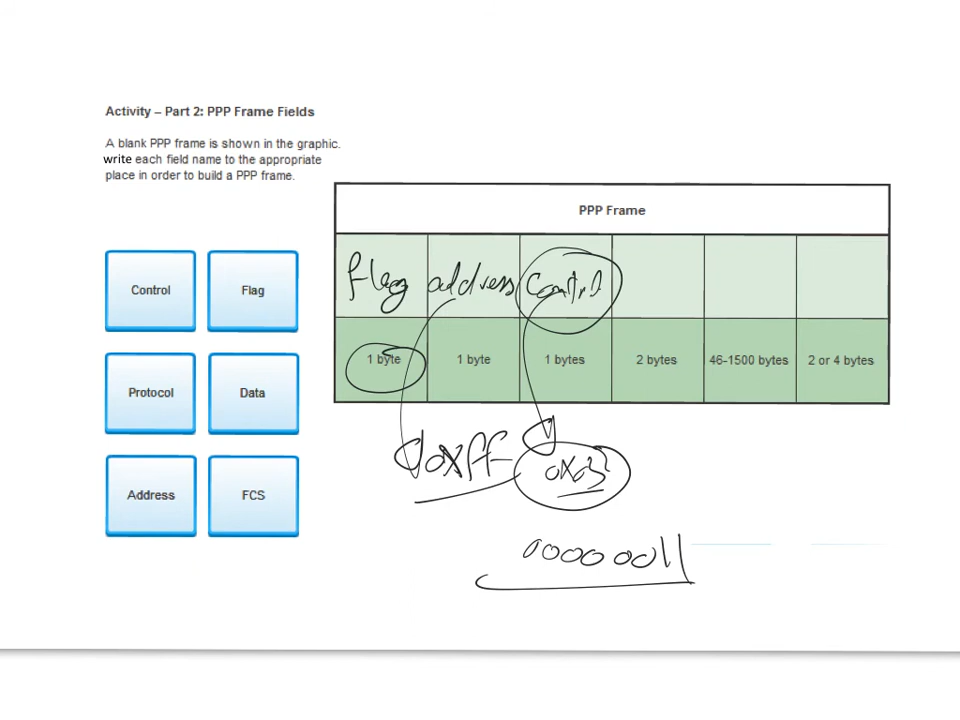 Activity – Part 2: PPP Frame Fields
A blank PPP frame is shown in the graphic.
write each field name to the appropriate
place in order to build a PPP frame.
PPP Frame
Control Flag
Protocol Data
Address FCS
flag address Control
1 byte 1 byte 1 bytes 2 bytes 46-1500 bytes 2 or 4 bytes
0xff 0x03
00000011